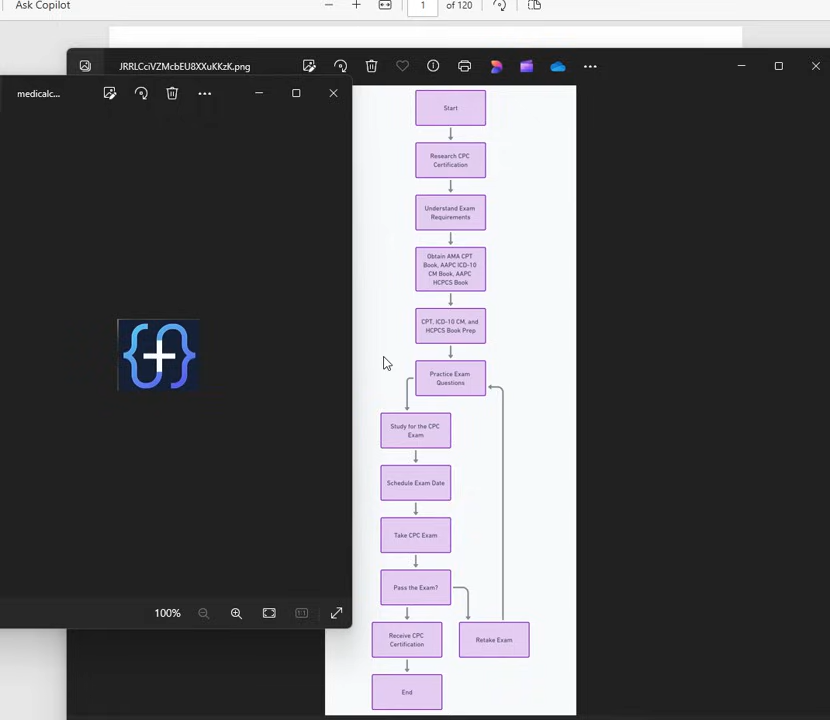 Ask Copilot
1 of 120
JRRLCciVZMcbEU8XXuKKzK.png
medicalc...
Start
Research CPC
Certification
Understand Exam
Requirements
Obtain AMA CPT
Book, AAPC ICD-10
CM Book, AAPC
HCPCS Book
CPT, ICD-10 CM, and
HCPCS Book Prep
Practice Exam
Questions
Study for the CPC
Exam
Schedule Exam Date
Take CPC Exam
Pass the Exam?
Receive CPC
Certification
Retake Exam
End
100%
1:1